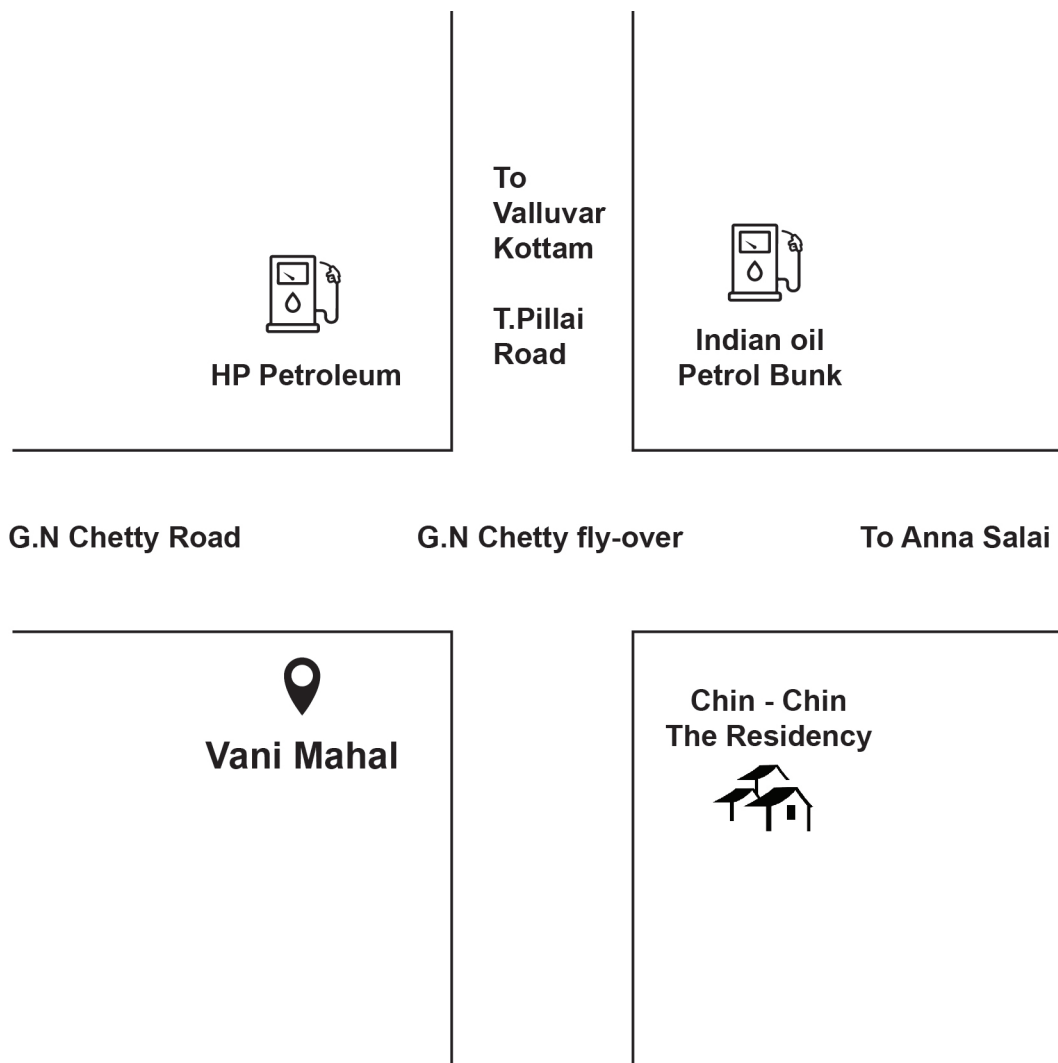 To
Valluvar
Kottam
T.Pillai
Road
HP Petroleum
Indian oil
Petrol Bunk
G.N Chetty Road
G.N Chetty fly-over
To Anna Salai
Vani Mahal
Chin - Chin
The Residency